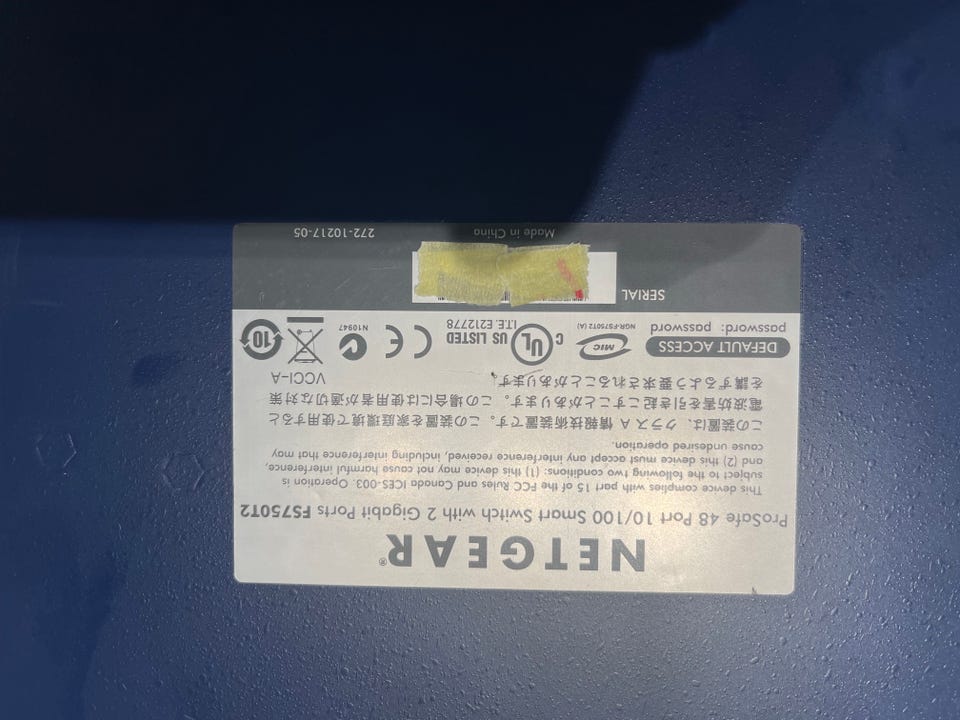 NETGEAR®
ProSafe 48 Port 10/100 Smart Switch with 2 Gigabit Ports FS750T2
This device complies with part 15 of the FCC Rules and Canada ICES-003. Operation is
subject to the following two conditions: (1) this device may not cause harmful interference,
and (2) this device must accept any interference received, including interference that may
cause undesired operation.
この装置は、クラスA情報技術装置です。この装置を家庭環境で使用すると
電波妨害を引き起こすことがあります。この場合には使用者が適切な対策
を講ずるよう要求されることがあります。 VCCI-A
DEFAULT ACCESS
password: password
MIC
NGR-FS750T2 (A)
C UL US LISTED
I.T.E. E212778
CE
N10947
10
SERIAL
Made in China
272-10217-05